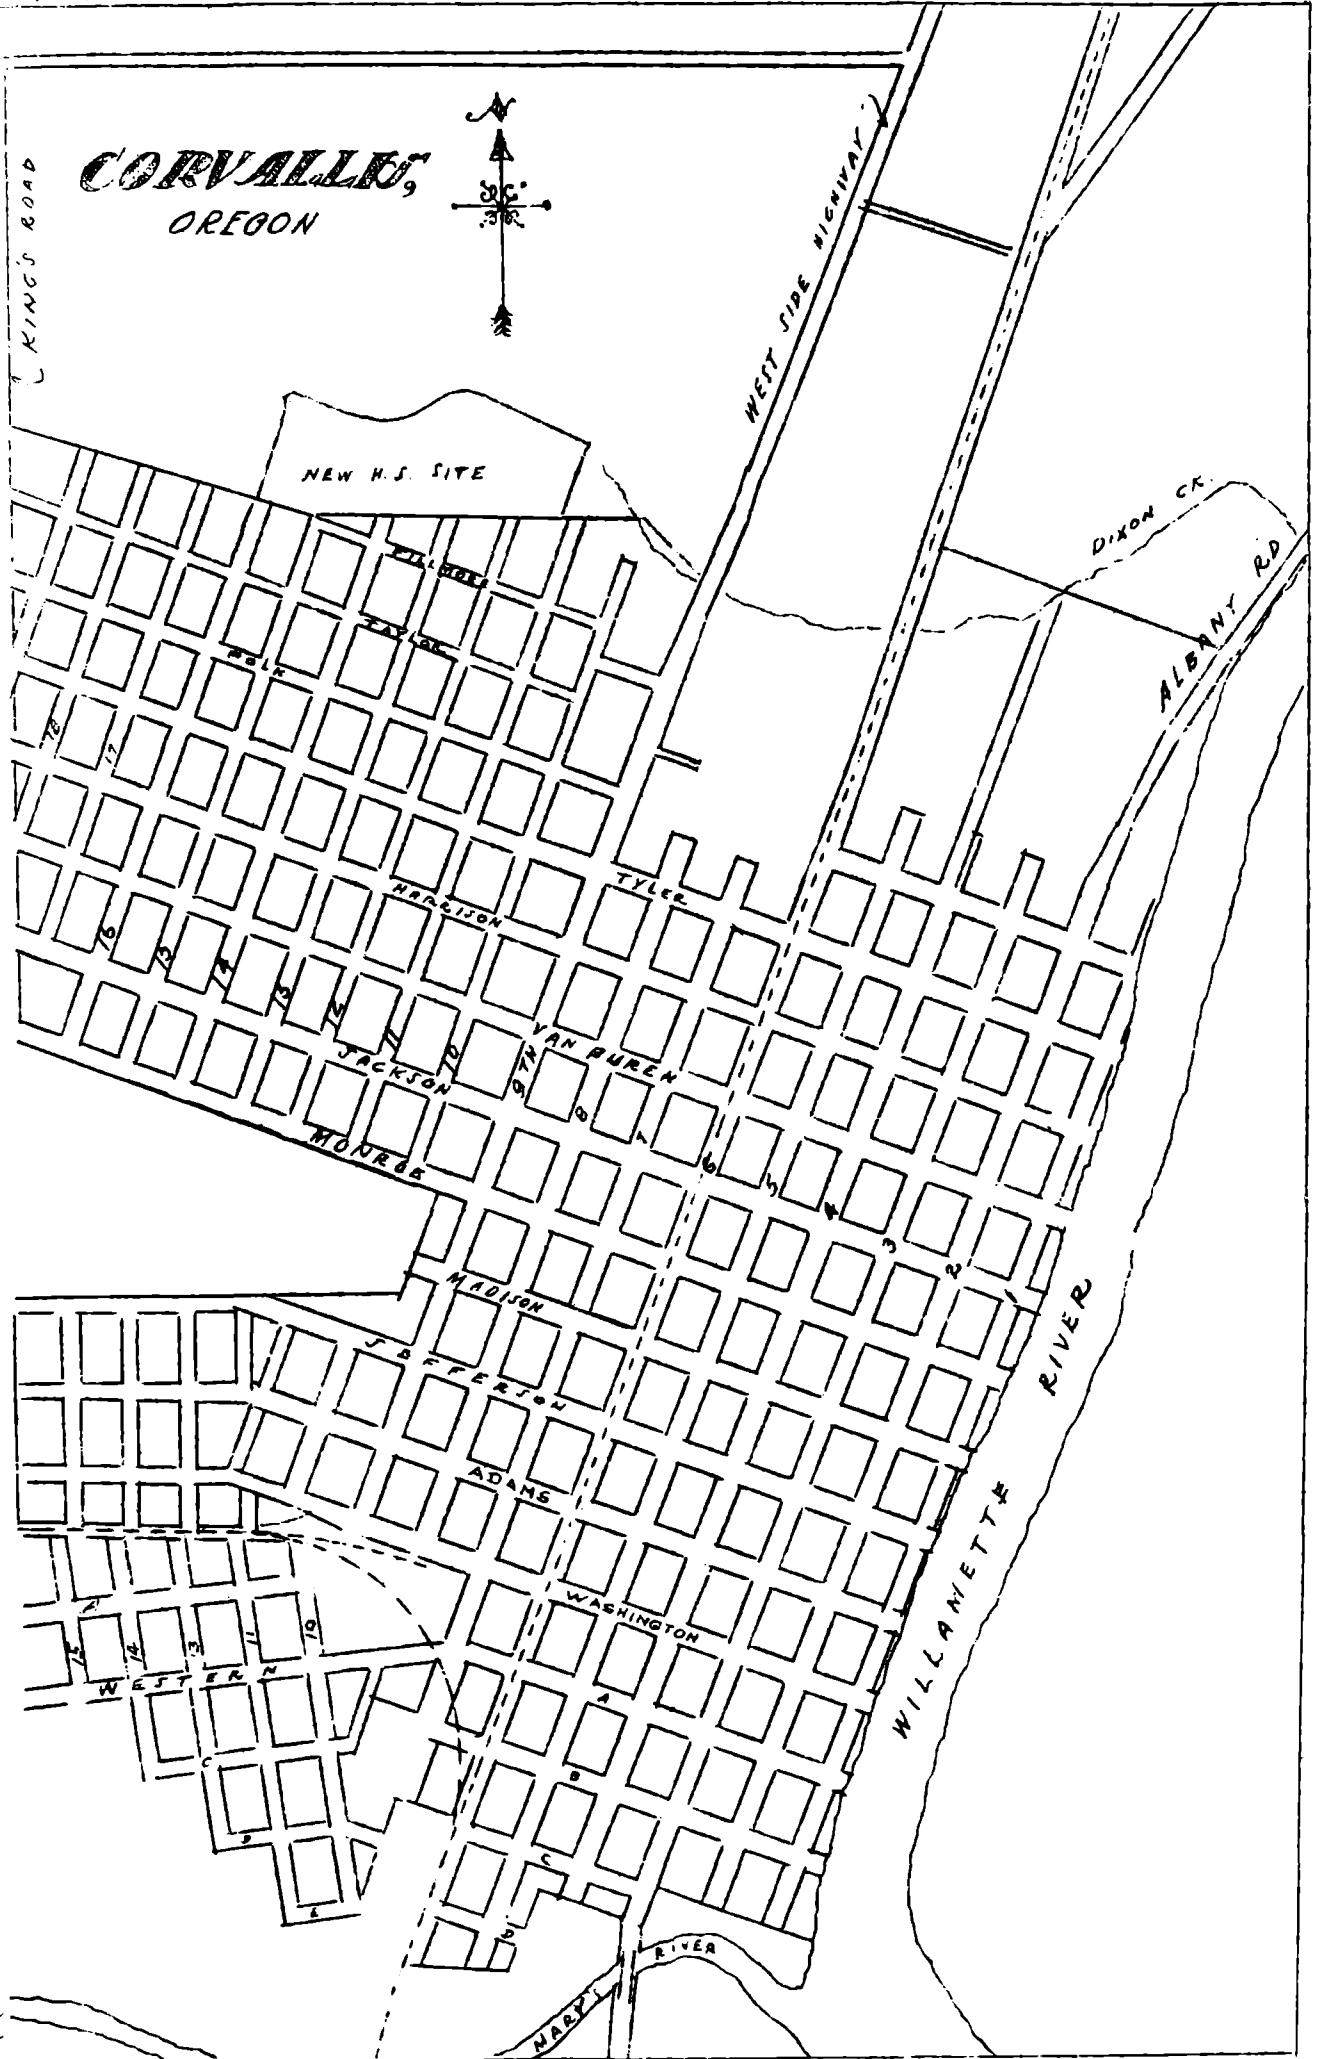 N
CORVALLIS,
OREGON
KING'S ROAD
WEST SIDE HIGHWAY
NEW H.S. SITE
DIXON CK.
ALBANY RD
FILLMORE
TAYLOR
POLK
18
17
TYLER
HARRISON
16
15
14
13
12
11
10
9TH
8
7
6
5
4
3
2
1
VAN BUREN
JACKSON
MONROE
MADISON
JEFFERSON
ADAMS
WASHINGTON
WILLAMETTE
RIVER
A
15
14
13
11
10
WESTERN
A
B
C
D
C
D
E
MARY'S
RIVER